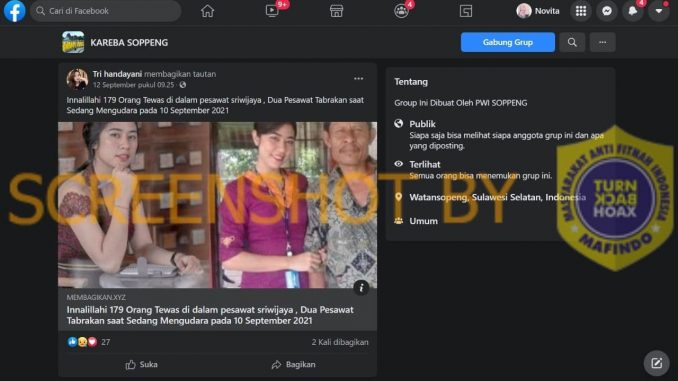 Cari di Facebook
9+
4
Novita
4
KAREBA SOPPENG
Gabung Grup
Tri handayani membagikan tautan
12 September pukul 09.25
Innalillahi 179 Orang Tewas di dalam pesawat sriwijaya , Dua Pesawat Tabrakan saat
Sedang Mengudara pada 10 September 2021
MEMBAGIKAN.XYZ
Innalillahi 179 Orang Tewas di dalam pesawat sriwijaya , Dua Pesawat
Tabrakan saat Sedang Mengudara pada 10 September 2021
27
2 Kali dibagikan
Suka
Bagikan
Tentang
Group Ini Dibuat Oleh PWI SOPPENG
Publik
Siapa saja bisa melihat siapa anggota grup ini dan apa
yang diposting.
Terlihat
Semua orang bisa menemukan grup ini.
Watansopeng, Sulawesi Selatan, Indonesia
Umum
SCREENSHOT BY
MASYARAKAT ANTI FITNAH INDONESIA
TURN
BACK
HOAX
MAFINDO